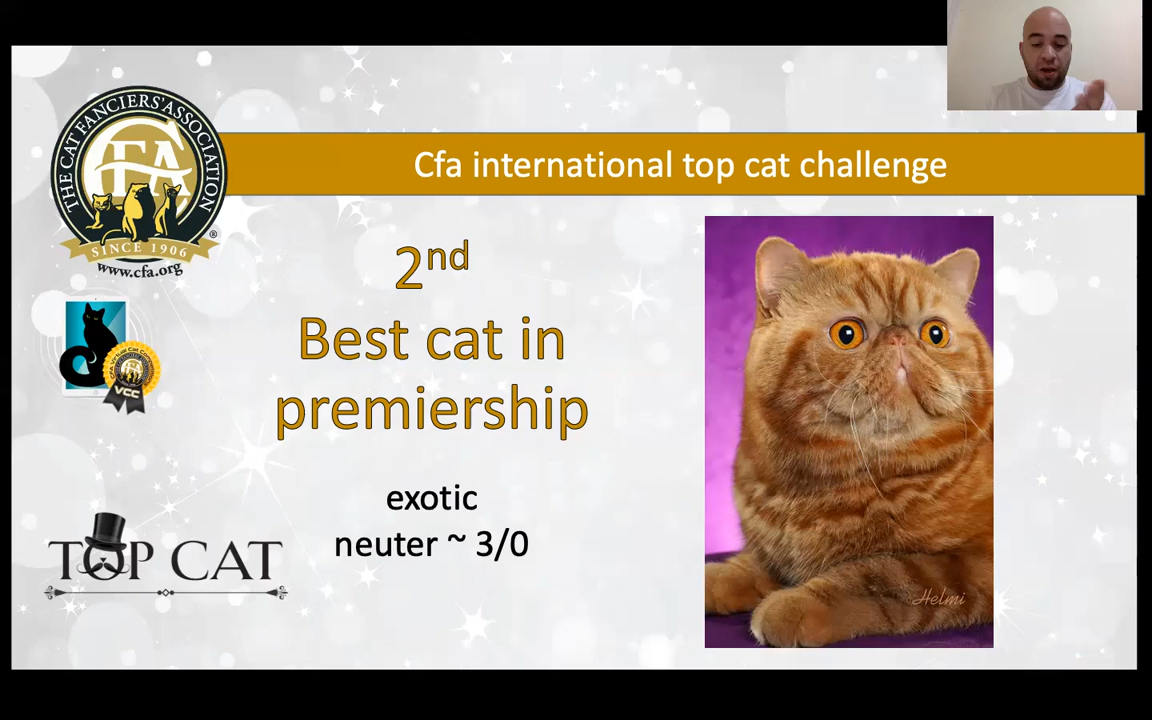 THE CAT FANCIERS' ASSOCIATION
CFA
SINCE 1906
®
www.cfa.org
Cfa international top cat challenge
2nd
Best cat in
premiership
exotic
neuter ~ 3/0
VCC
TOP CAT
Helmi